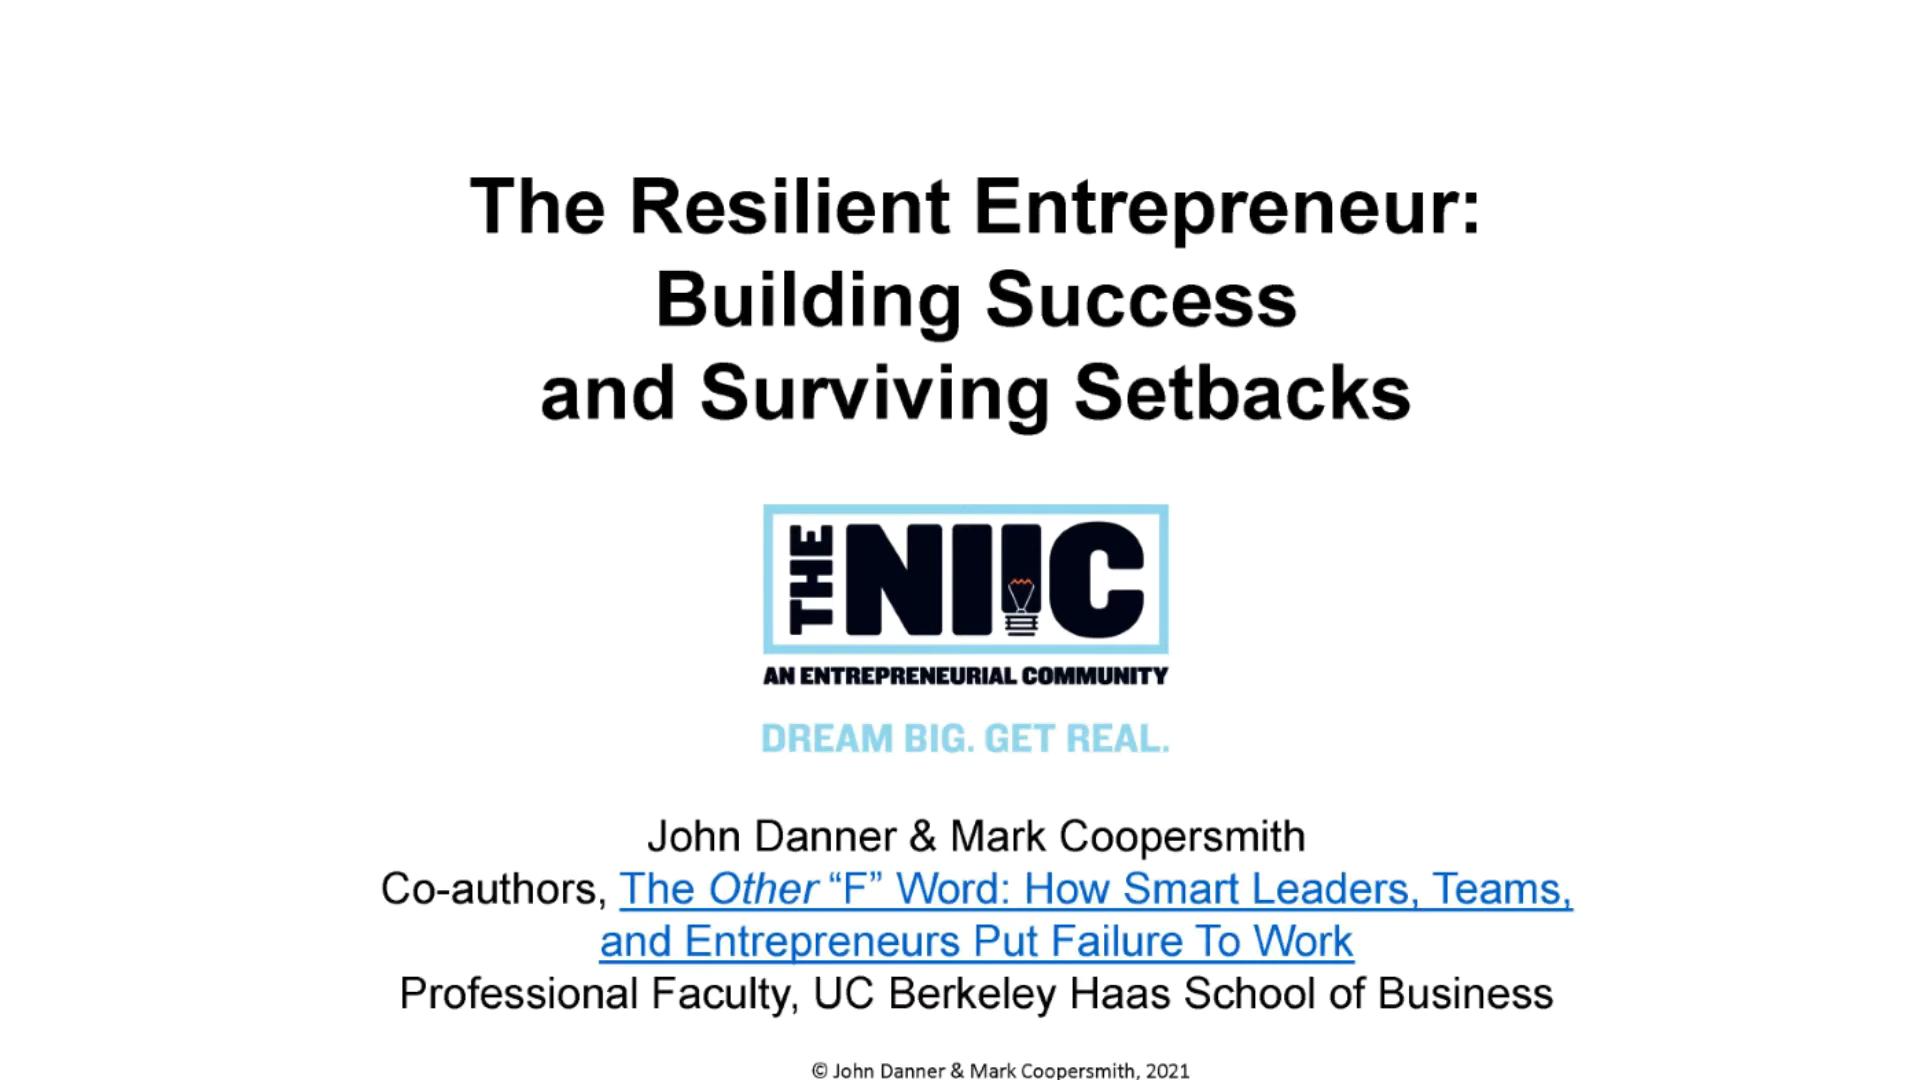 The Resilient Entrepreneur:
Building Success
and Surviving Setbacks
THE NIIC
AN ENTREPRENEURIAL COMMUNITY
DREAM BIG. GET REAL.
John Danner & Mark Coopersmith
Co-authors, The Other “F” Word: How Smart Leaders, Teams,
and Entrepreneurs Put Failure To Work
Professional Faculty, UC Berkeley Haas School of Business
© John Danner & Mark Coopersmith, 2021